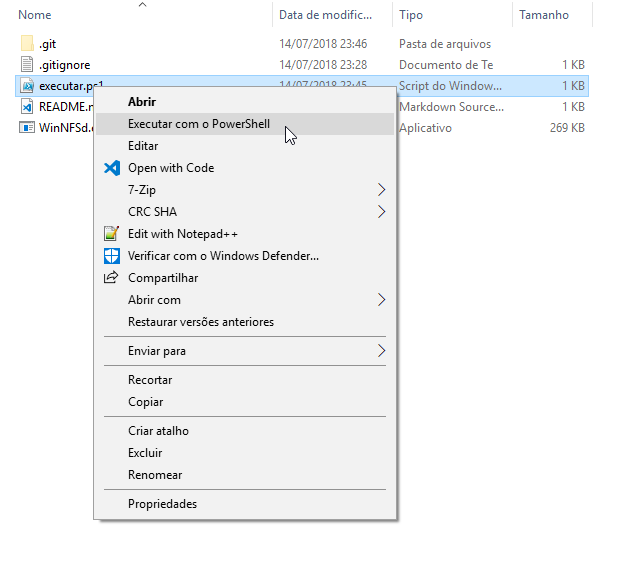 Nome Data de modific... Tipo Tamanho
.git 14/07/2018 23:46 Pasta de arquivos
.gitignore 14/07/2018 23:28 Documento de Te 1 KB
executar.ps1 14/07/2018 23:45 Script do Window... 1 KB
README.m Markdown Source... 1 KB
WinNFSd.e Aplicativo 269 KB
Abrir
Executar com o PowerShell
Editar
Open with Code
7-Zip
CRC SHA
Edit with Notepad++
Verificar com o Windows Defender...
Compartilhar
Abrir com
Restaurar versões anteriores
Enviar para
Recortar
Copiar
Criar atalho
Excluir
Renomear
Propriedades